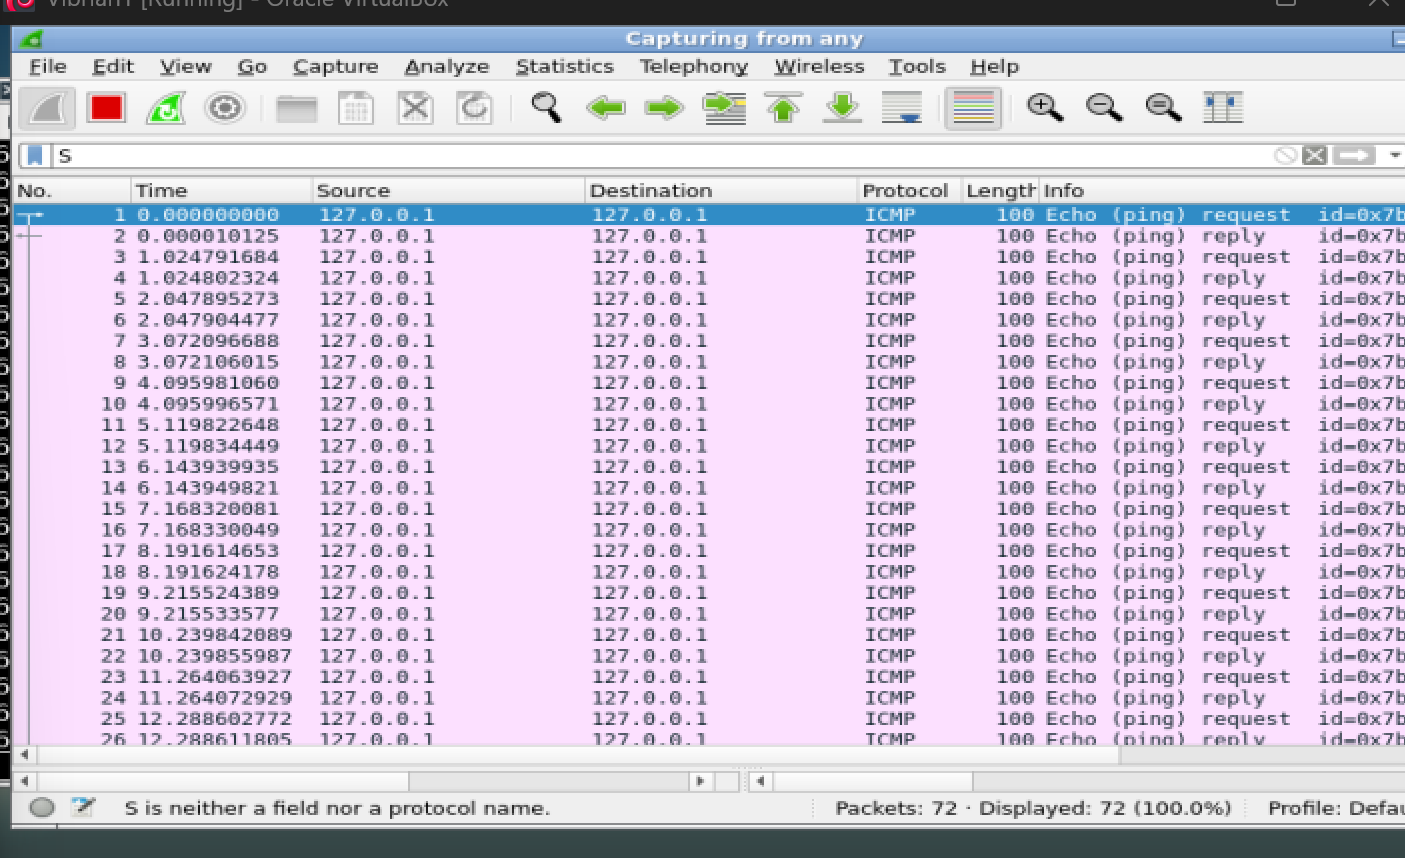 [Running] - Oracle VirtualBox
Capturing from any
File Edit View Go Capture Analyze Statistics Telephony Wireless Tools Help
S
No. Time Source Destination Protocol Length Info
1 0.000000000 127.0.0.1 127.0.0.1 ICMP 100 Echo (ping) request id=0x7b
2 0.000010125 127.0.0.1 127.0.0.1 ICMP 100 Echo (ping) reply id=0x7b
3 1.024791684 127.0.0.1 127.0.0.1 ICMP 100 Echo (ping) request id=0x7b
4 1.024802324 127.0.0.1 127.0.0.1 ICMP 100 Echo (ping) reply id=0x7b
5 2.047895273 127.0.0.1 127.0.0.1 ICMP 100 Echo (ping) request id=0x7b
6 2.047904477 127.0.0.1 127.0.0.1 ICMP 100 Echo (ping) reply id=0x7b
7 3.072096688 127.0.0.1 127.0.0.1 ICMP 100 Echo (ping) request id=0x7b
8 3.072106015 127.0.0.1 127.0.0.1 ICMP 100 Echo (ping) reply id=0x7b
9 4.095981060 127.0.0.1 127.0.0.1 ICMP 100 Echo (ping) request id=0x7b
10 4.095996571 127.0.0.1 127.0.0.1 ICMP 100 Echo (ping) reply id=0x7b
11 5.119822648 127.0.0.1 127.0.0.1 ICMP 100 Echo (ping) request id=0x7b
12 5.119834449 127.0.0.1 127.0.0.1 ICMP 100 Echo (ping) reply id=0x7b
13 6.143939935 127.0.0.1 127.0.0.1 ICMP 100 Echo (ping) request id=0x7b
14 6.143949821 127.0.0.1 127.0.0.1 ICMP 100 Echo (ping) reply id=0x7b
15 7.168320081 127.0.0.1 127.0.0.1 ICMP 100 Echo (ping) request id=0x7b
16 7.168330049 127.0.0.1 127.0.0.1 ICMP 100 Echo (ping) reply id=0x7b
17 8.191614653 127.0.0.1 127.0.0.1 ICMP 100 Echo (ping) request id=0x7b
18 8.191624178 127.0.0.1 127.0.0.1 ICMP 100 Echo (ping) reply id=0x7b
19 9.215524389 127.0.0.1 127.0.0.1 ICMP 100 Echo (ping) request id=0x7b
20 9.215533577 127.0.0.1 127.0.0.1 ICMP 100 Echo (ping) reply id=0x7b
21 10.239842089 127.0.0.1 127.0.0.1 ICMP 100 Echo (ping) request id=0x7b
22 10.239855987 127.0.0.1 127.0.0.1 ICMP 100 Echo (ping) reply id=0x7b
23 11.264063927 127.0.0.1 127.0.0.1 ICMP 100 Echo (ping) request id=0x7b
24 11.264072929 127.0.0.1 127.0.0.1 ICMP 100 Echo (ping) reply id=0x7b
25 12.288602772 127.0.0.1 127.0.0.1 ICMP 100 Echo (ping) request id=0x7b
26 12.288611805 127.0.0.1 127.0.0.1 ICMP 100 Echo (ping) reply id=0x7b
S is neither a field nor a protocol name. Packets: 72 · Displayed: 72 (100.0%) Profile: Defau